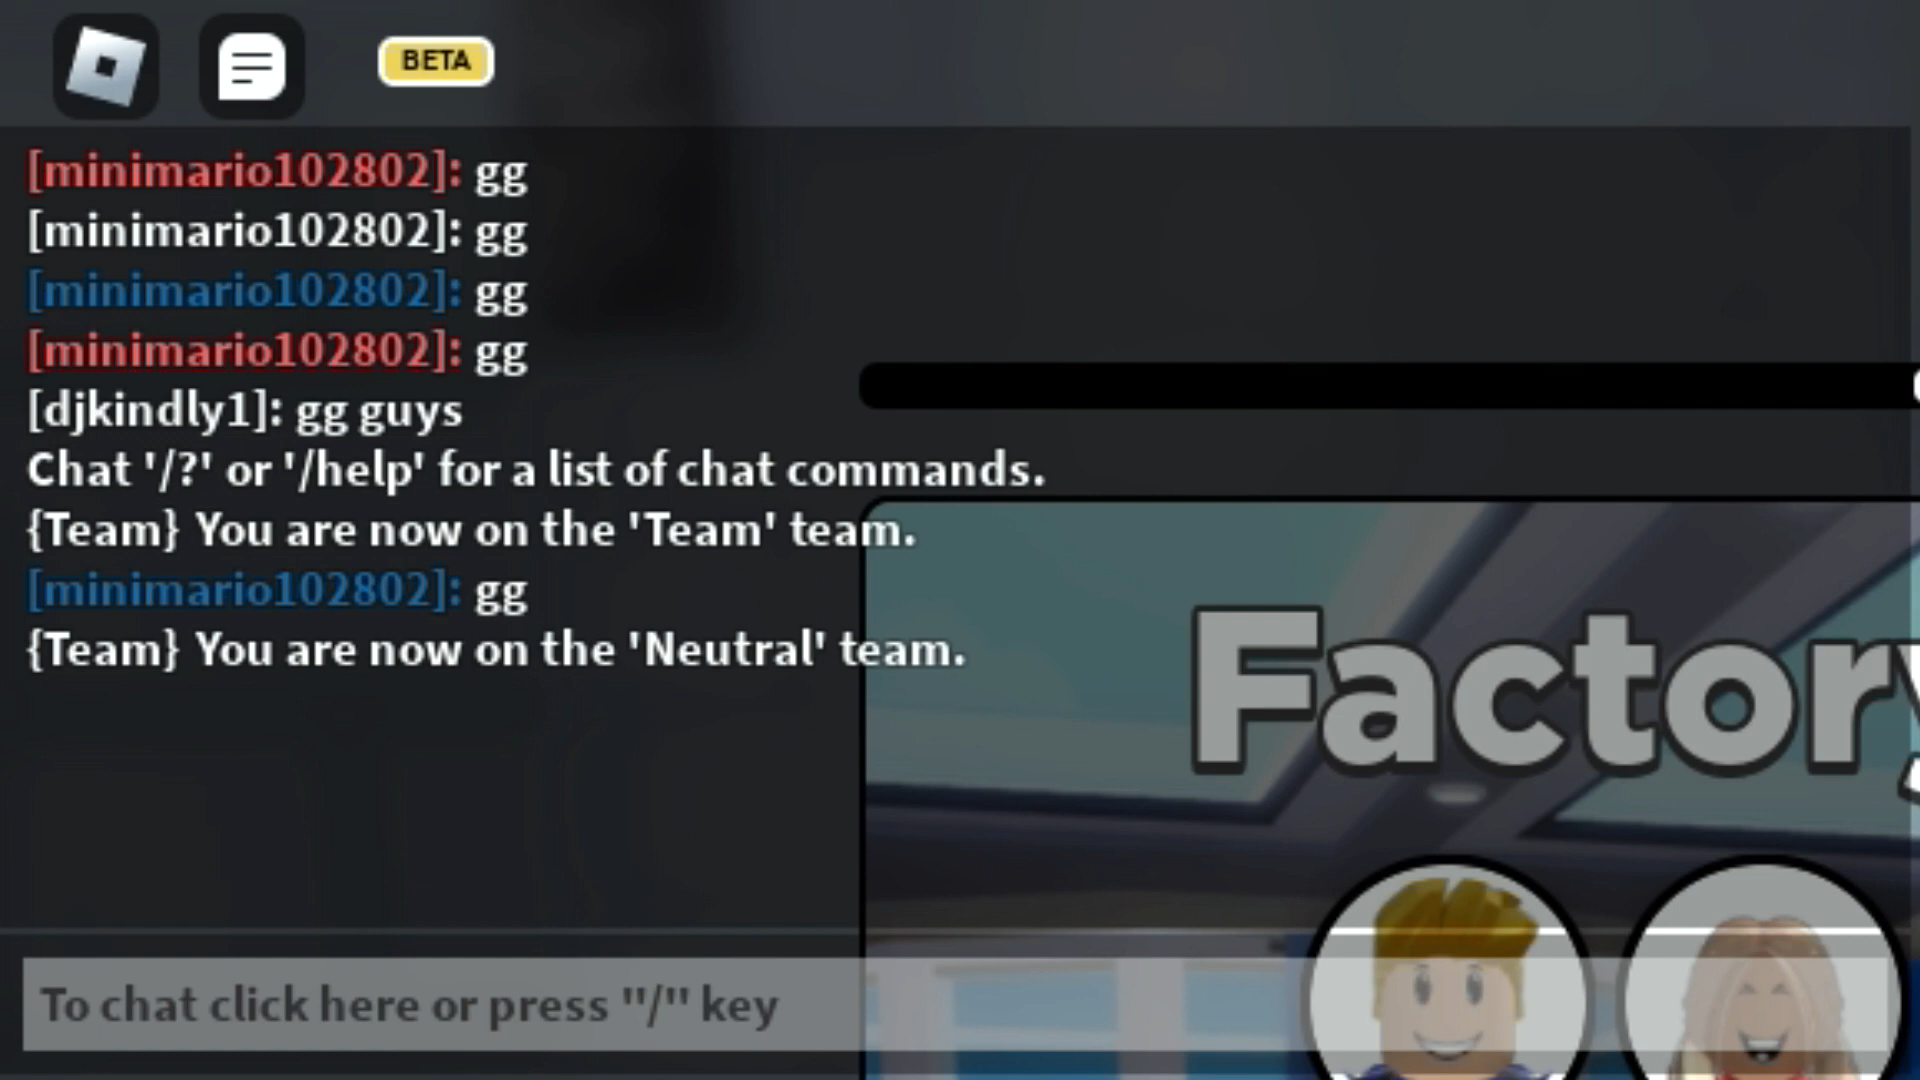 BETA
[minimario102802]: gg
[minimario102802]: gg
[minimario102802]: gg
[minimario102802]: gg
[djkindly1]: gg guys
Chat '/?' or '/help' for a list of chat commands.
{Team} You are now on the 'Team' team.
[minimario102802]: gg
{Team} You are now on the 'Neutral' team.
Factory
To chat click here or press "/" key